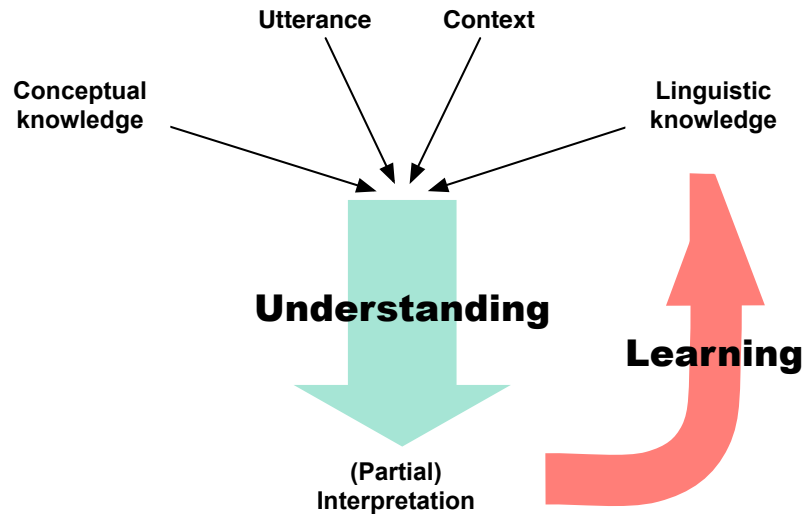 Utterance
Context
Conceptual
knowledge
Linguistic
knowledge
Understanding
Learning
(Partial)
Interpretation